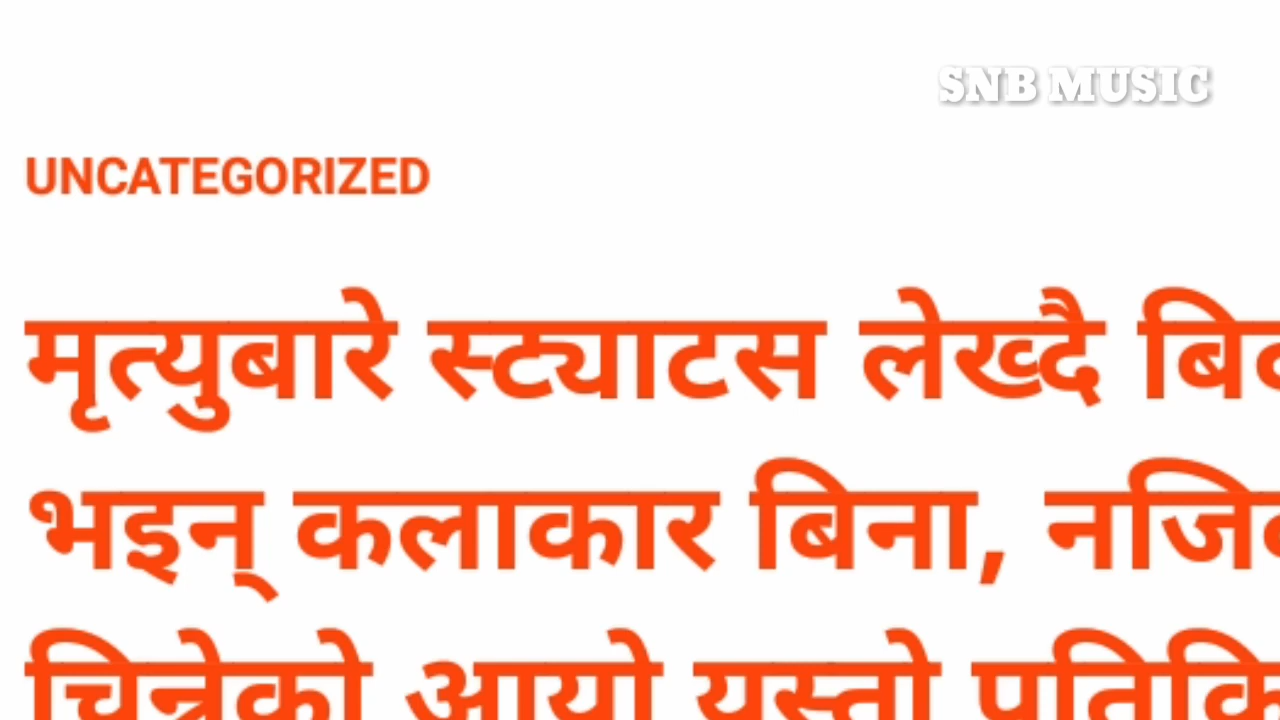 SNB MUSIC
UNCATEGORIZED
मृत्युबारे स्ट्याटस लेख्दै
भइन् कलाकार बिना,
चिन्नेको आयो यस्तो